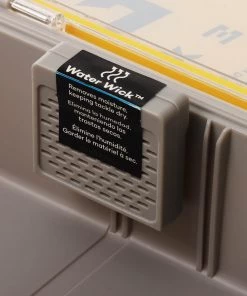 Water Wick™
Removes moisture,
keeping tackle dry.
Elimina la humedad,
manteniendo los
trastos secos.
Élimine l'humidité.
Garder le matériel à sec.